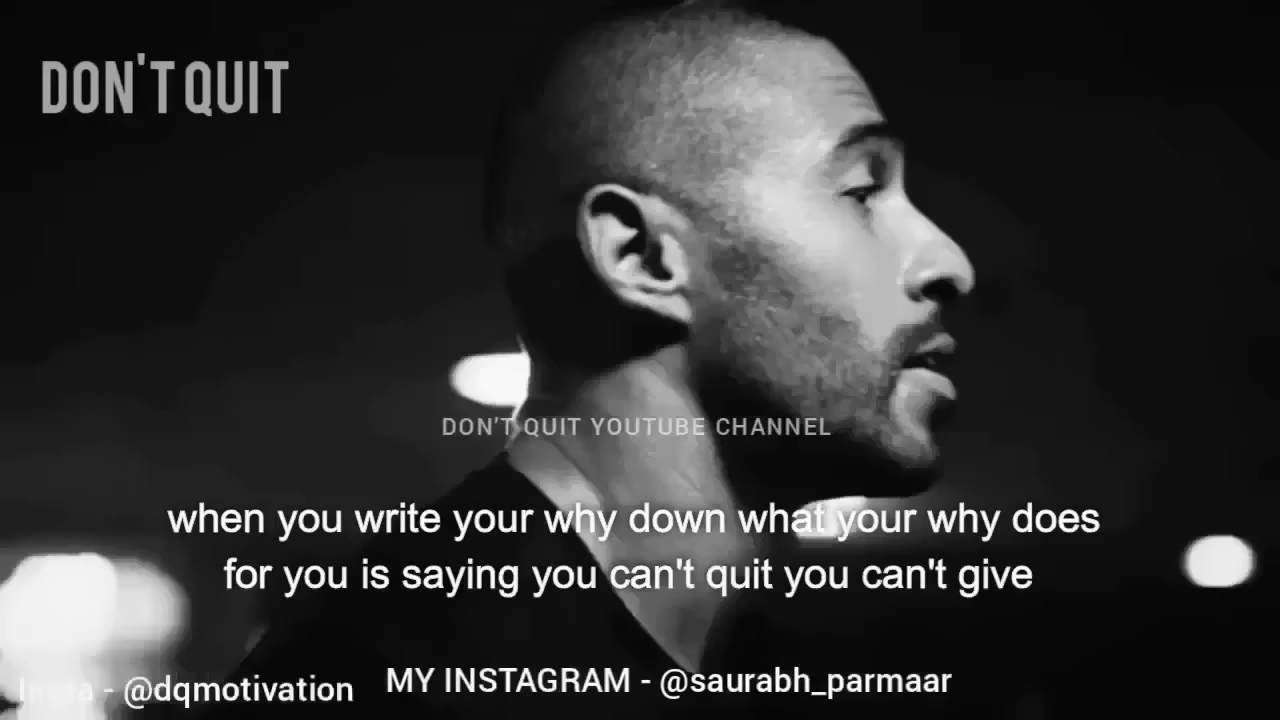 DON'T QUIT
DON'T QUIT YOUTUBE CHANNEL
when you write your why down what your why does
for you is saying you can't quit you can't give
MY INSTAGRAM - @saurabh_parmaar
Insta - @dqmotivation